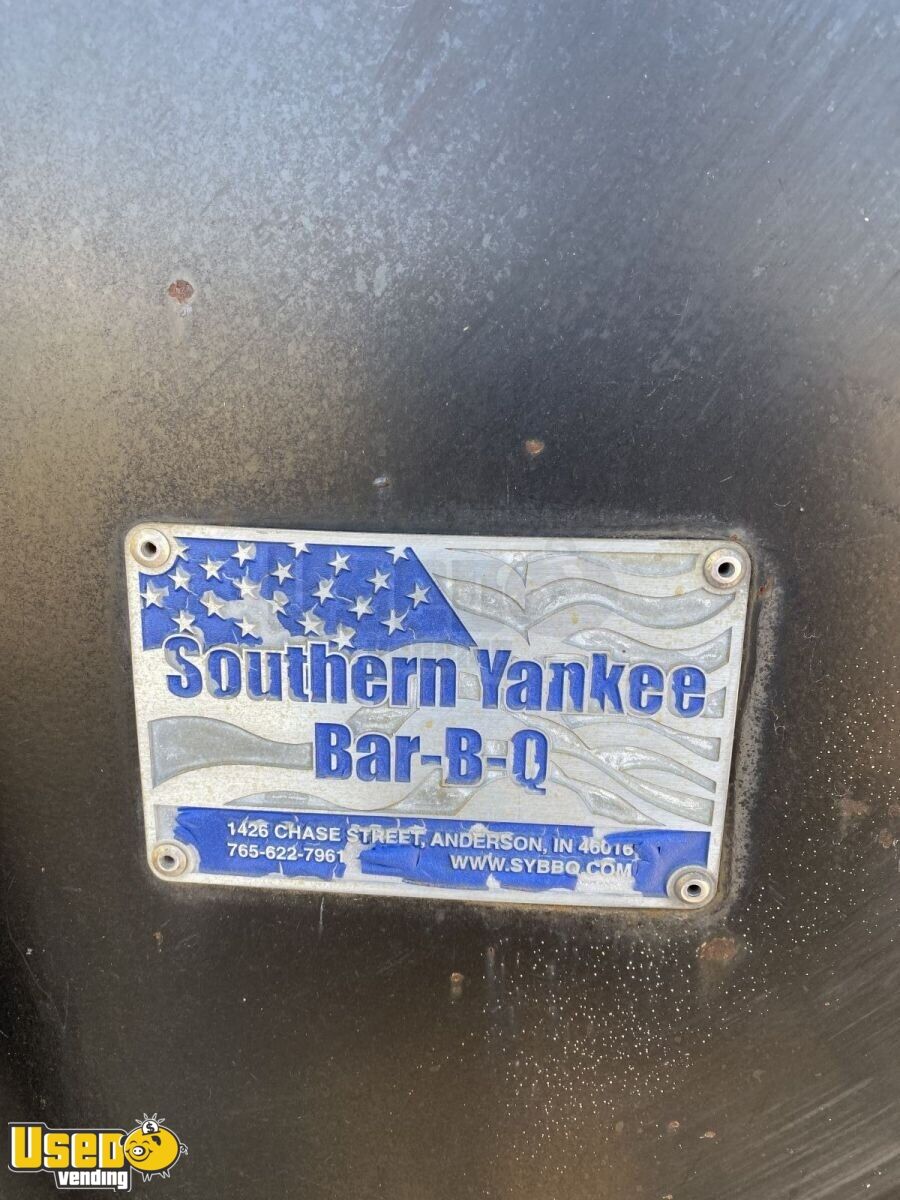 Southern Yankee
Bar-B-Q
1426 CHASE STREET, ANDERSON, IN 46016
765-622-7961
WWW.SYBBQ.COM
USED
vending